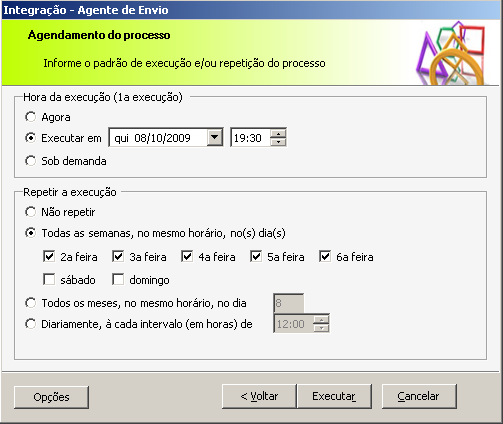 Integração - Agente de Envio
Agendamento do processo
Informe o padrão de execução e/ou repetição do processo
Hora da execução (1a execução)
Agora
Executar em qui 08/10/2009 19:30
Sob demanda
Repetir a execução
Não repetir
Todas as semanas, no mesmo horário, no(s) dia(s)
2a feira 3a feira 4a feira 5a feira 6a feira
sábado domingo
Todos os meses, no mesmo horário, no dia 8
Diariamente, à cada intervalo (em horas) de 12:00
Opções < Voltar Executar Cancelar